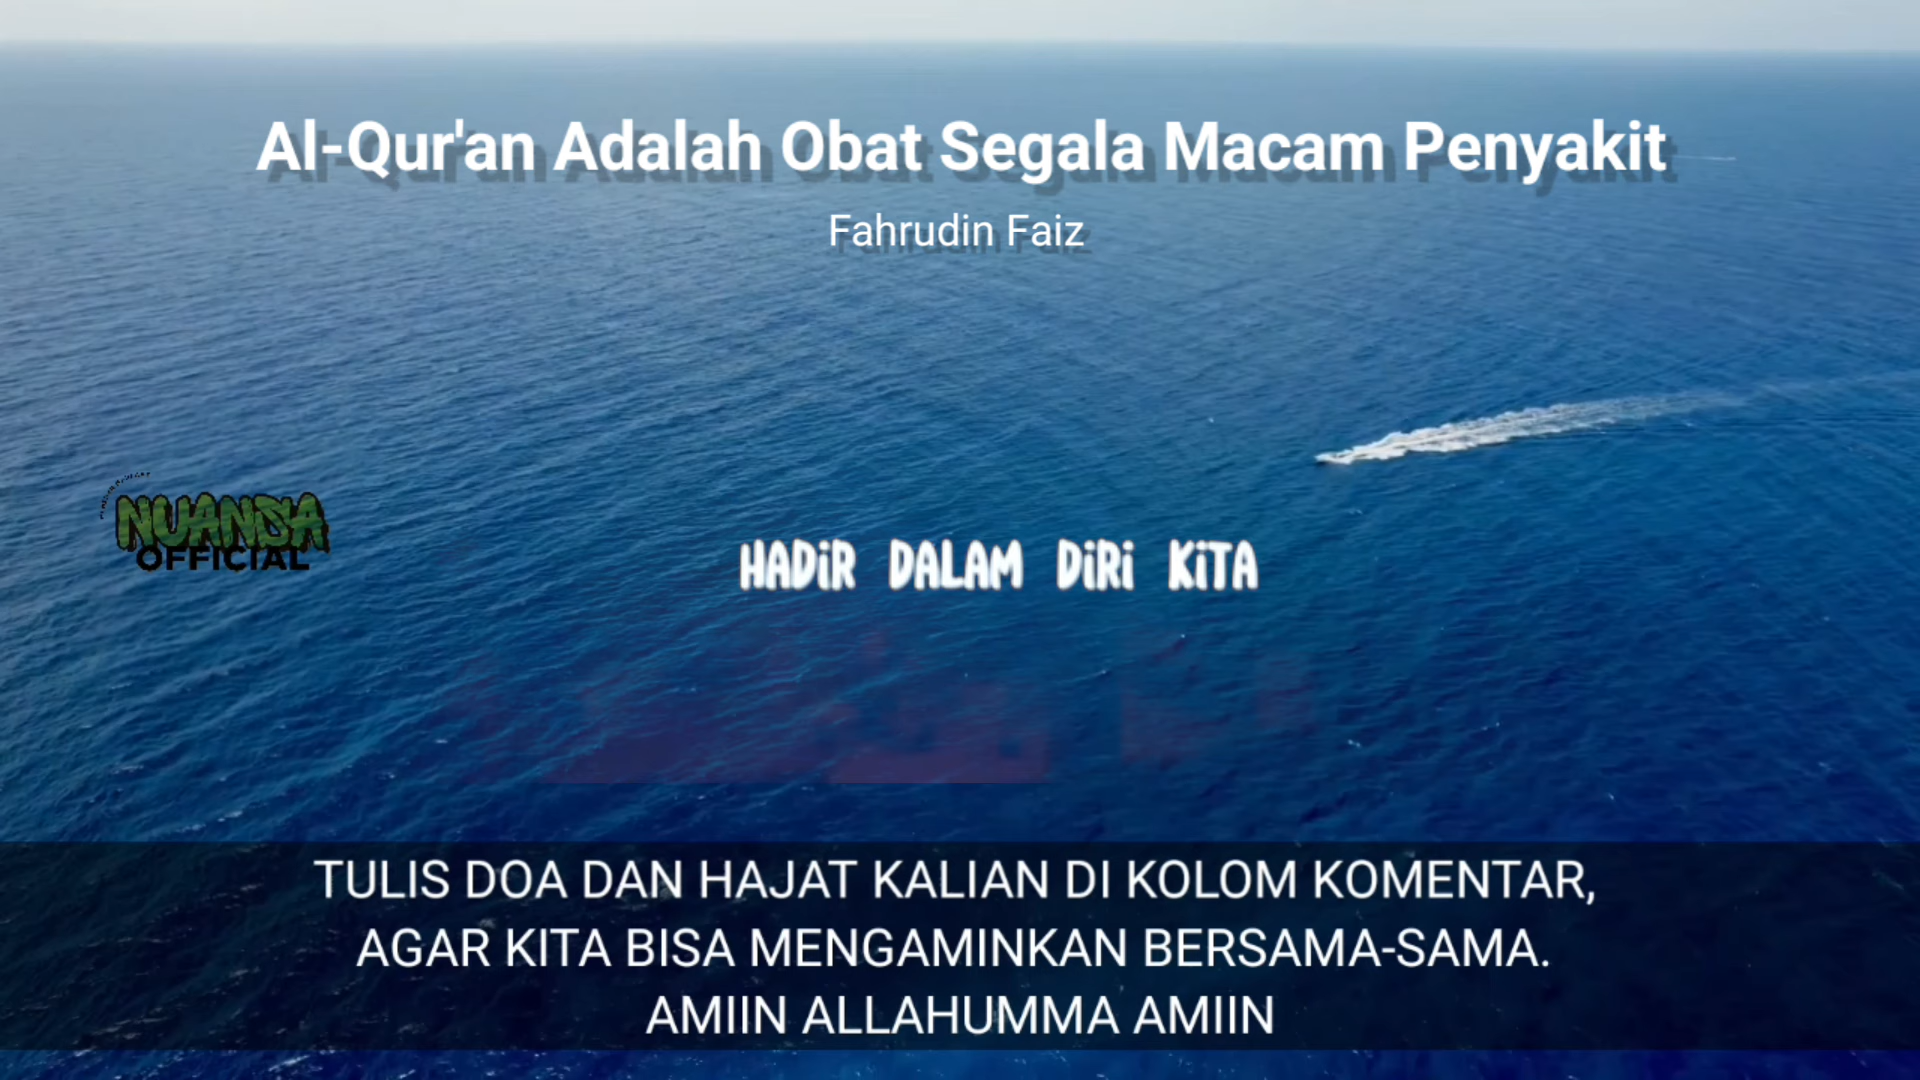 Al-Qur'an Adalah Obat Segala Macam Penyakit
Fahrudin Faiz
NUANSA
OFFICIAL
HADiR DALAM DiRi KiTA
TULIS DOA DAN HAJAT KALIAN DI KOLOM KOMENTAR,
AGAR KITA BISA MENGAMINKAN BERSAMA-SAMA.
AMIIN ALLAHUMMA AMIIN